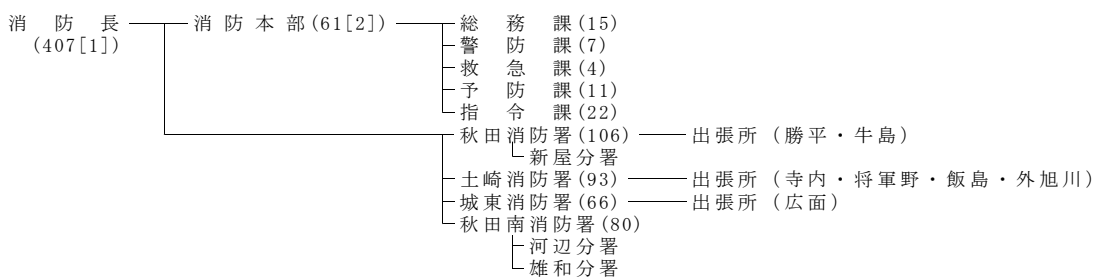 消防長 消防本部(61[2]) 総務課(15)
(407[1]) 警防課(7)
救急課(4)
予防課(11)
指令課(22)
秋田消防署(106) 出張所（勝平・牛島）
新屋分署
土崎消防署(93) 出張所（寺内・将軍野・飯島・外旭川）
城東消防署(66) 出張所（広面）
秋田南消防署(80)
河辺分署
雄和分署